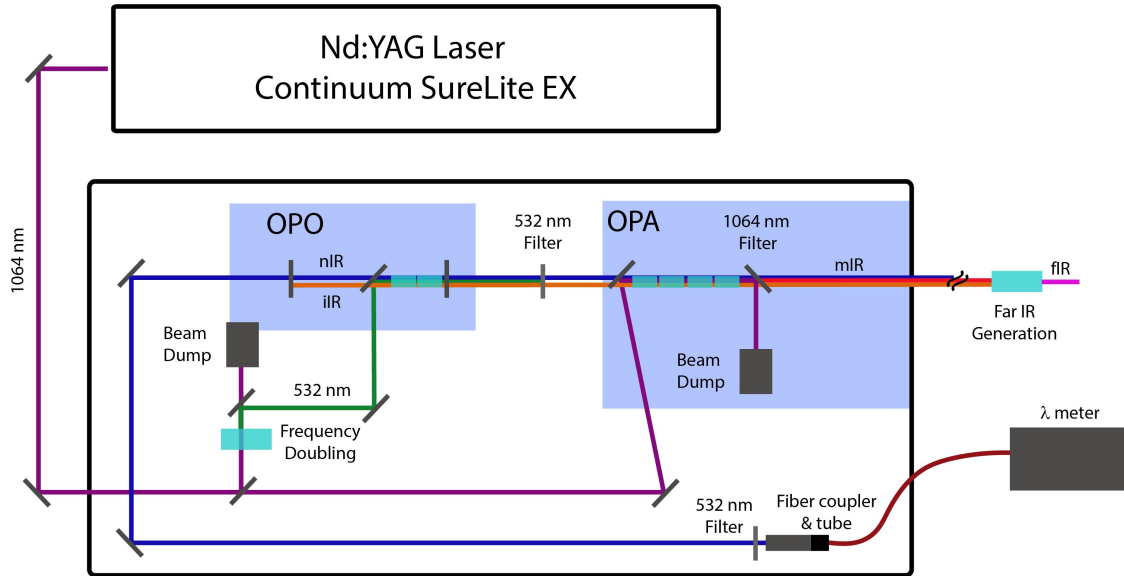 Nd:YAG Laser
Continuum SureLite EX
1064 nm
OPO
532 nm
Filter
OPA
1064 nm
Filter
nIR
iIR
mIR
fIR
Far IR
Generation
Beam
Dump
532 nm
Beam
Dump
Frequency
Doubling
λ meter
532 nm
Filter
Fiber coupler
& tube